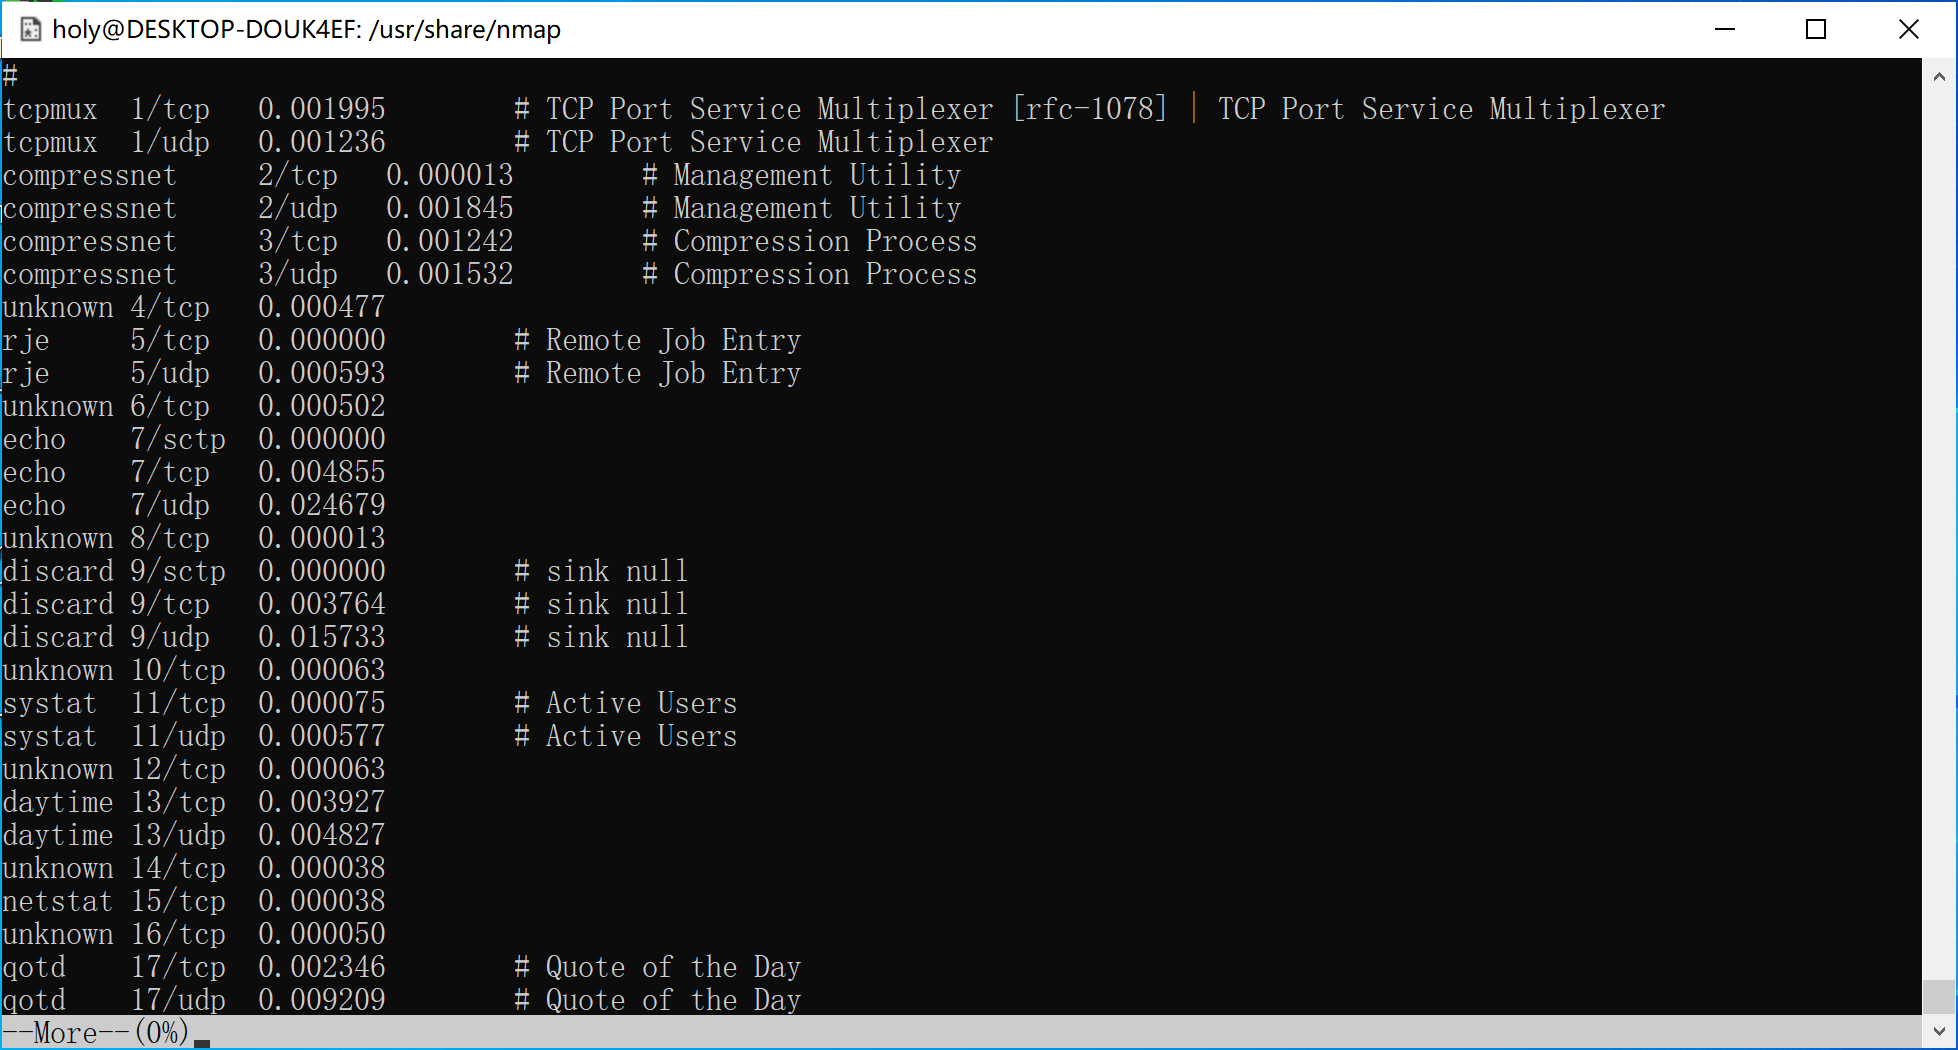 holy@DESKTOP-DOUK4EF: /usr/share/nmap
#
tcpmux  1/tcp   0.001995        # TCP Port Service Multiplexer [rfc-1078] | TCP Port Service Multiplexer
tcpmux  1/udp   0.001236        # TCP Port Service Multiplexer
compressnet     2/tcp   0.000013        # Management Utility
compressnet     2/udp   0.001845        # Management Utility
compressnet     3/tcp   0.001242        # Compression Process
compressnet     3/udp   0.001532        # Compression Process
unknown 4/tcp   0.000477
rje     5/tcp   0.000000        # Remote Job Entry
rje     5/udp   0.000593        # Remote Job Entry
unknown 6/tcp   0.000502
echo    7/sctp  0.000000
echo    7/tcp   0.004855
echo    7/udp   0.024679
unknown 8/tcp   0.000013
discard 9/sctp  0.000000        # sink null
discard 9/tcp   0.003764        # sink null
discard 9/udp   0.015733        # sink null
unknown 10/tcp  0.000063
systat  11/tcp  0.000075        # Active Users
systat  11/udp  0.000577        # Active Users
unknown 12/tcp  0.000063
daytime 13/tcp  0.003927
daytime 13/udp  0.004827
unknown 14/tcp  0.000038
netstat 15/tcp  0.000038
unknown 16/tcp  0.000050
qotd    17/tcp  0.002346        # Quote of the Day
qotd    17/udp  0.009209        # Quote of the Day
--More--(0%)